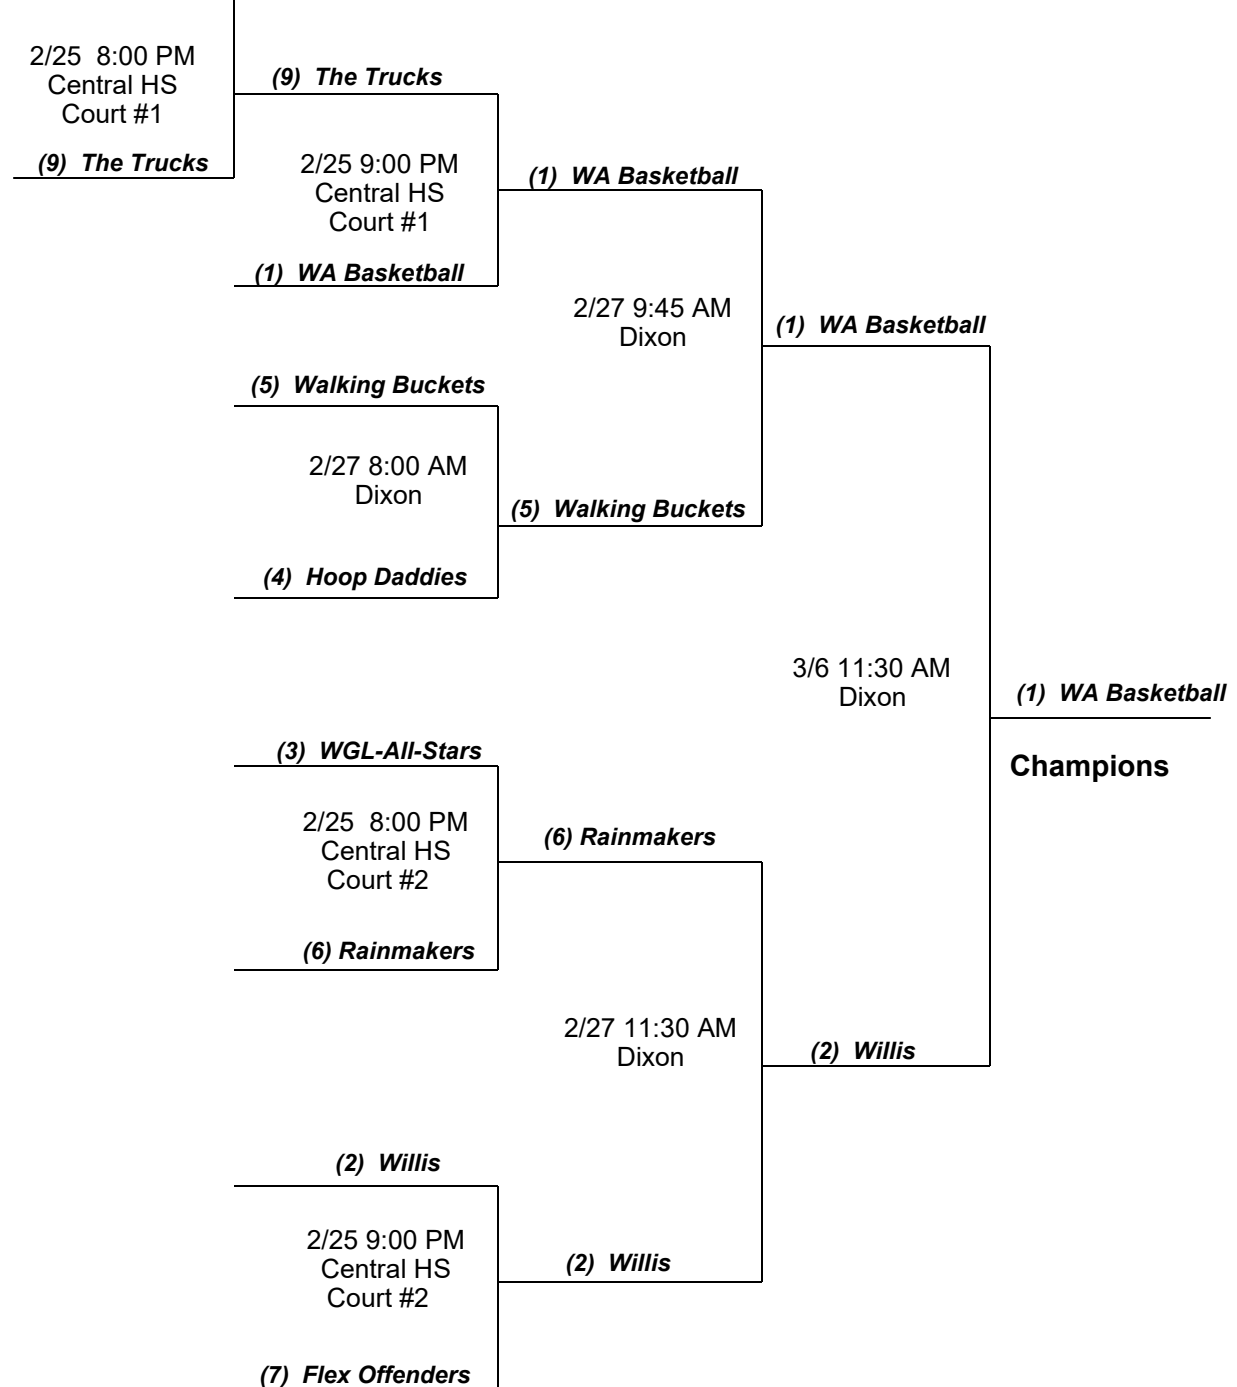 2/25  8:00 PM
Central HS
Court #1
(9)  The Trucks
(9)  The Trucks
2/25 9:00 PM
Central HS
Court #1
(1)  WA Basketball
(1)  WA Basketball
2/27 9:45 AM
Dixon
(1)  WA Basketball
(5)  Walking Buckets
2/27 8:00 AM
Dixon
(5)  Walking Buckets
(4)  Hoop Daddies
3/6 11:30 AM
Dixon
(1)  WA Basketball
Champions
(3)  WGL-All-Stars
2/25  8:00 PM
Central HS
Court #2
(6) Rainmakers
(6) Rainmakers
2/27 11:30 AM
Dixon
(2)  Willis
(2)  Willis
2/25 9:00 PM
Central HS
Court #2
(2)  Willis
(7)  Flex Offenders